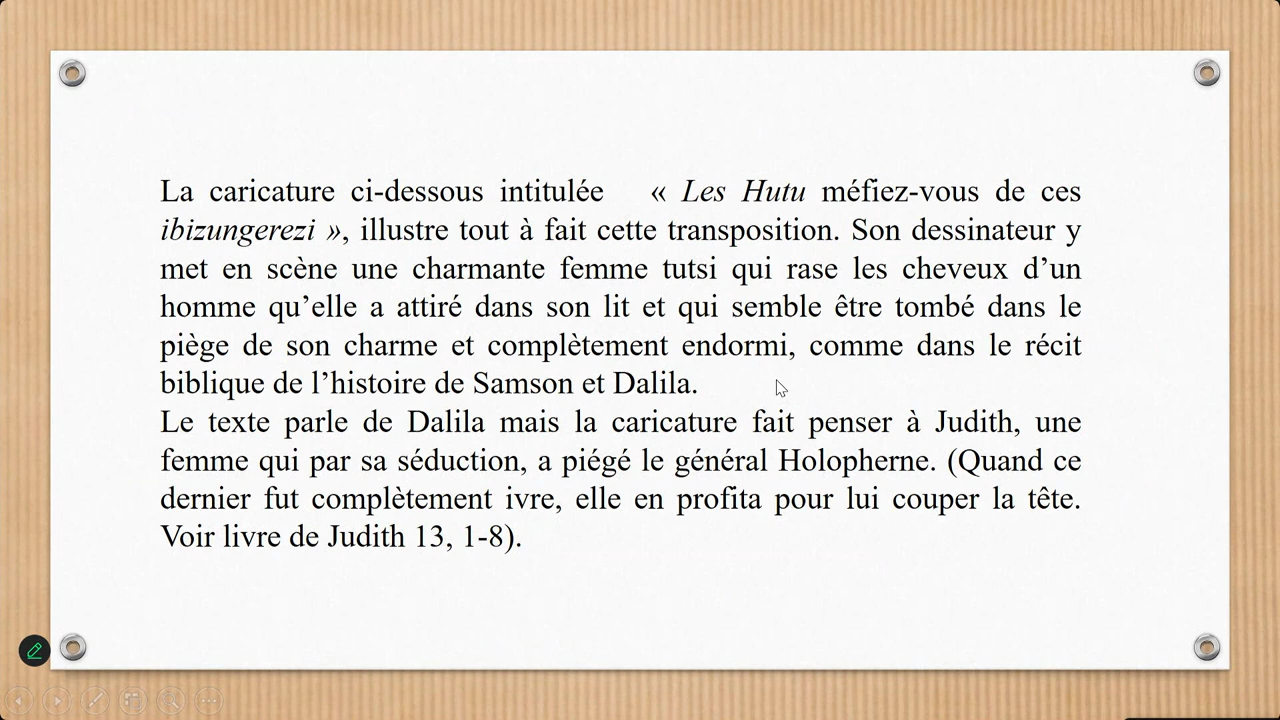 La caricature ci-dessous intitulée « Les Hutu méfiez-vous de ces
ibizungerezi », illustre tout à fait cette transposition. Son dessinateur y
met en scène une charmante femme tutsi qui rase les cheveux d’un
homme qu’elle a attiré dans son lit et qui semble être tombé dans le
piège de son charme et complètement endormi, comme dans le récit
biblique de l’histoire de Samson et Dalila.
Le texte parle de Dalila mais la caricature fait penser à Judith, une
femme qui par sa séduction, a piégé le général Holopherne. (Quand ce
dernier fut complètement ivre, elle en profita pour lui couper la tête.
Voir livre de Judith 13, 1-8).